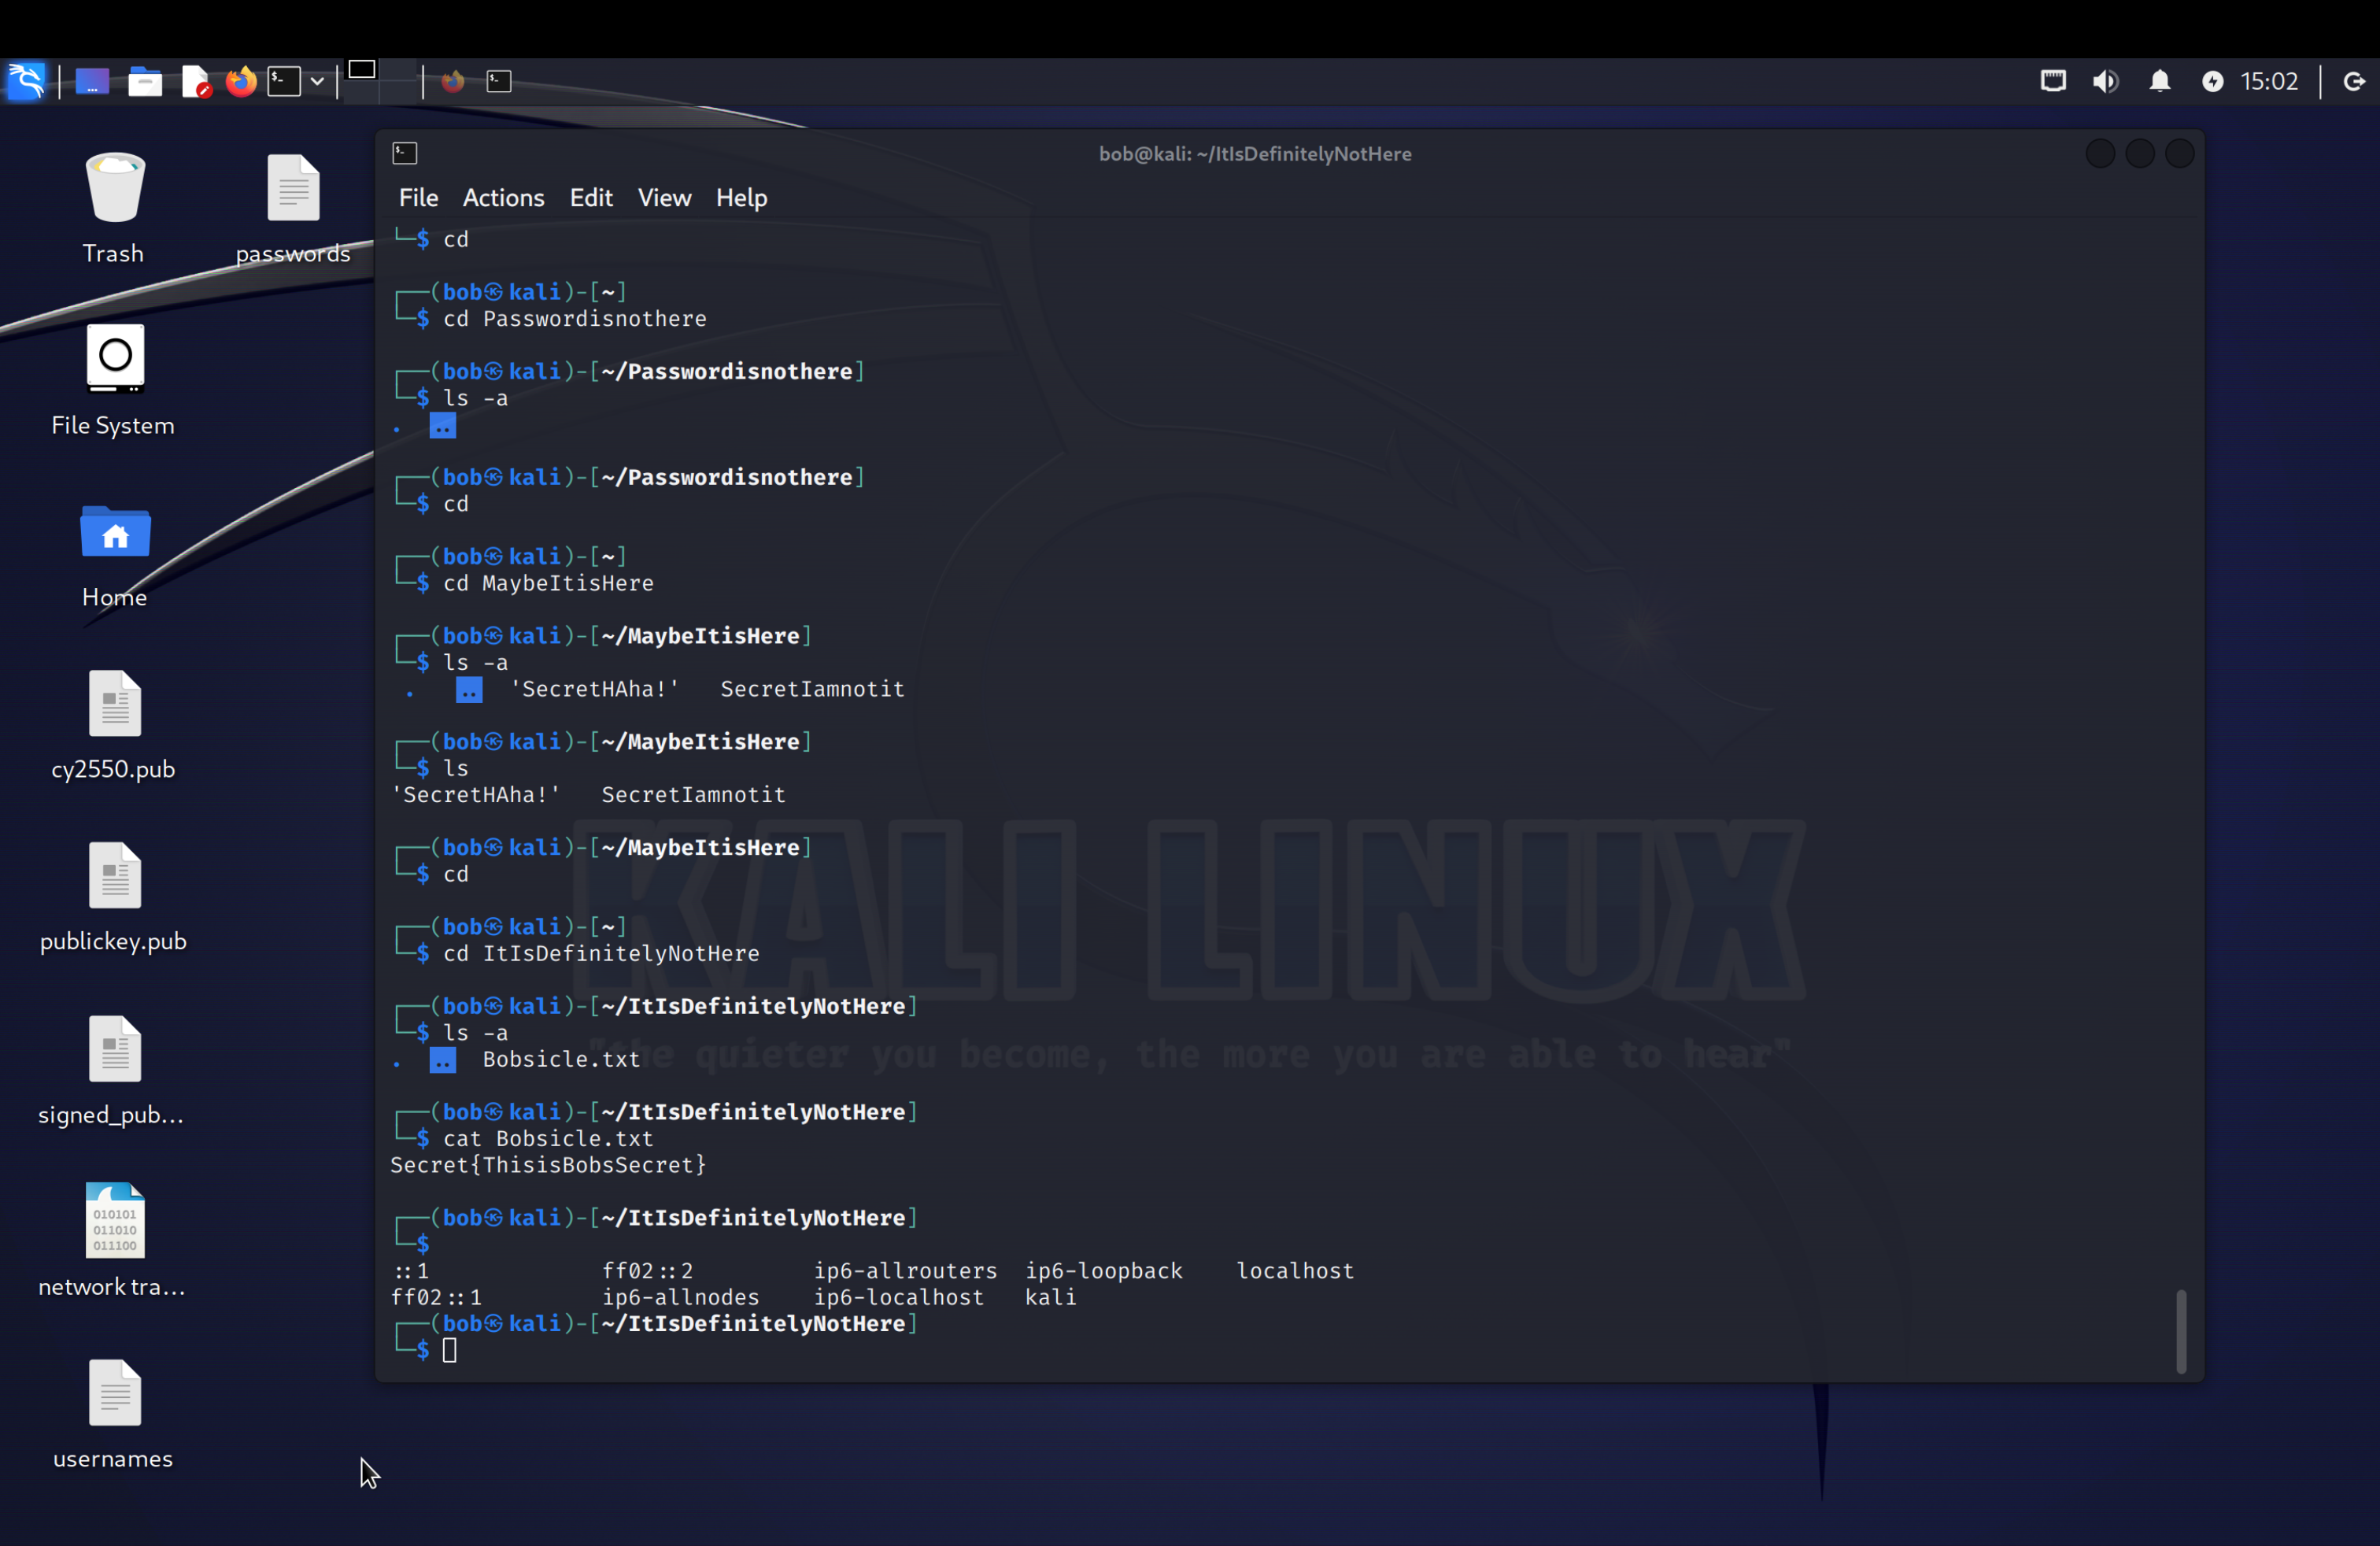 15:02
bob@kali: ~/ItIsDefinitelyNotHere
File Actions Edit View Help
Trash
passwords
File System
Home
cy2550.pub
publickey.pub
signed_pub...
network tra...
010101
011010
011100
usernames
└─$ cd
┌──(bob㉿kali)-[~]
└─$ cd Passwordisnothere
┌──(bob㉿kali)-[~/Passwordisnothere]
└─$ ls -a
. ..
┌──(bob㉿kali)-[~/Passwordisnothere]
└─$ cd
┌──(bob㉿kali)-[~]
└─$ cd MaybeItisHere
┌──(bob㉿kali)-[~/MaybeItisHere]
└─$ ls -a
. .. 'SecretHAha!' SecretIamnotit
┌──(bob㉿kali)-[~/MaybeItisHere]
└─$ ls
'SecretHAha!' SecretIamnotit
┌──(bob㉿kali)-[~/MaybeItisHere]
└─$ cd
┌──(bob㉿kali)-[~]
└─$ cd ItIsDefinitelyNotHere
┌──(bob㉿kali)-[~/ItIsDefinitelyNotHere]
└─$ ls -a
. .. Bobsicle.txt
┌──(bob㉿kali)-[~/ItIsDefinitelyNotHere]
└─$ cat Bobsicle.txt
Secret{ThisisBobsSecret}
┌──(bob㉿kali)-[~/ItIsDefinitelyNotHere]
└─$
::1 ff02::2 ip6-allrouters ip6-loopback localhost
ff02::1 ip6-allnodes ip6-localhost kali
┌──(bob㉿kali)-[~/ItIsDefinitelyNotHere]
└─$
KALI LINUX
"the quieter you become, the more you are able to hear"